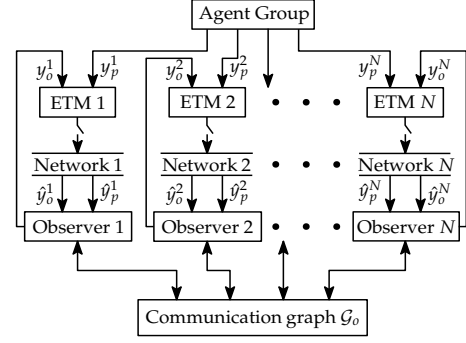 Agent Group
y_o^1 y_p^1 y_o^2 y_p^2 y_p^N y_o^N
ETM 1 ETM 2 ETM N
Network 1 Network 2 Network N
ŷ_o^1 ŷ_p^1 ŷ_o^2 ŷ_p^2 ŷ_p^N ŷ_o^N
Observer 1 Observer 2 Observer N
Communication graph 𝒢_o